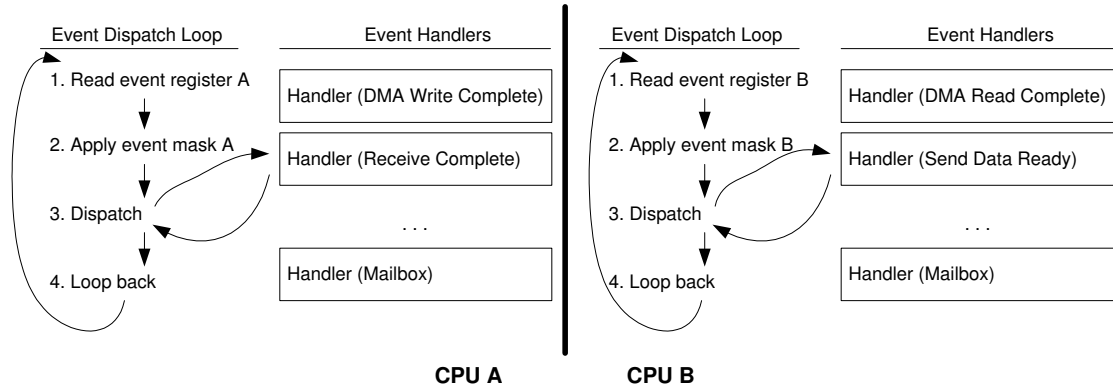 Event Dispatch Loop
Event Handlers
1. Read event register A
Handler (DMA Write Complete)
2. Apply event mask A
Handler (Receive Complete)
3. Dispatch
. . .
4. Loop back
Handler (Mailbox)
CPU A
Event Dispatch Loop
Event Handlers
1. Read event register B
Handler (DMA Read Complete)
2. Apply event mask B
Handler (Send Data Ready)
3. Dispatch
. . .
4. Loop back
Handler (Mailbox)
CPU B